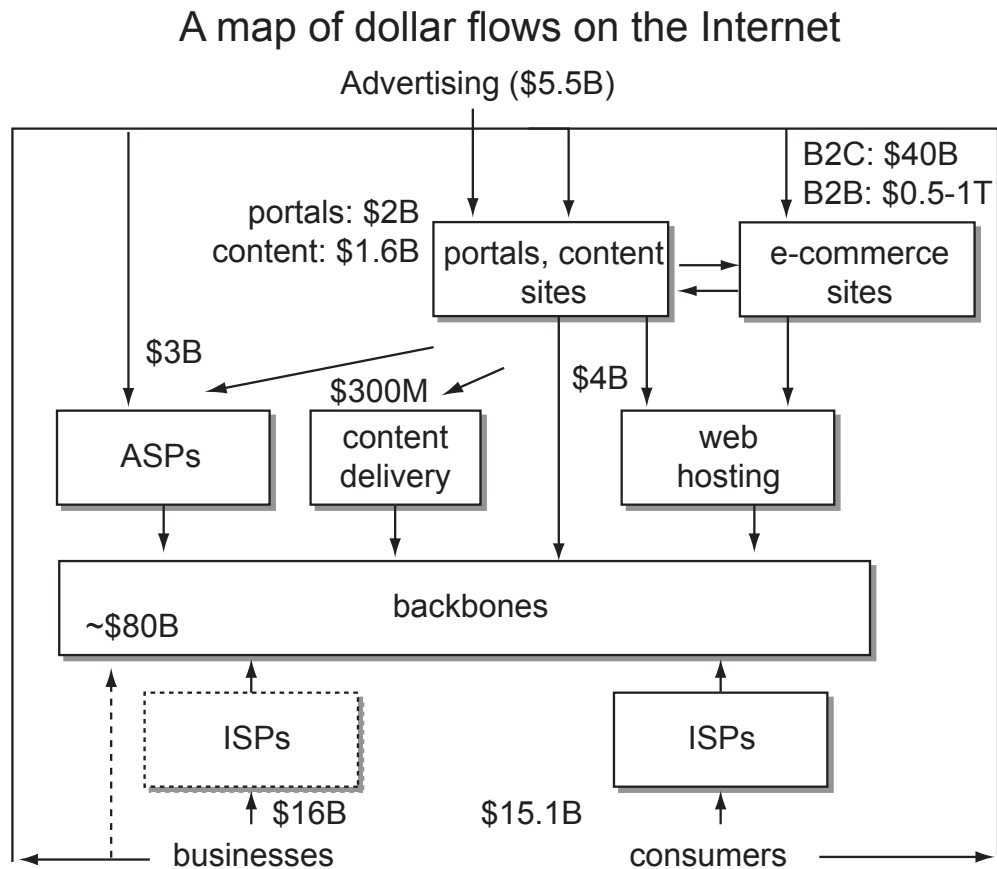 A map of dollar flows on the Internet
Advertising ($5.5B)
B2C: $40B
B2B: $0.5-1T
portals: $2B
content: $1.6B
portals, content
sites
e-commerce
sites
$3B
$300M
$4B
ASPs
content
delivery
web
hosting
backbones
~$80B
ISPs
ISPs
$16B
$15.1B
businesses
consumers